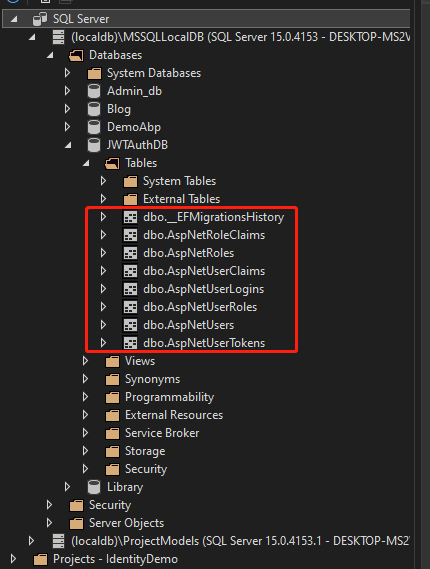 SQL Server
(localdb)\MSSQLLocalDB (SQL Server 15.0.4153 - DESKTOP-MS2V
Databases
System Databases
Admin_db
Blog
DemoAbp
JWTAuthDB
Tables
System Tables
External Tables
dbo.__EFMigrationsHistory
dbo.AspNetRoleClaims
dbo.AspNetRoles
dbo.AspNetUserClaims
dbo.AspNetUserLogins
dbo.AspNetUserRoles
dbo.AspNetUsers
dbo.AspNetUserTokens
Views
Synonyms
Programmability
External Resources
Service Broker
Storage
Security
Library
Security
Server Objects
(localdb)\ProjectModels (SQL Server 15.0.4153.1 - DESKTOP-MS2
Projects - IdentityDemo